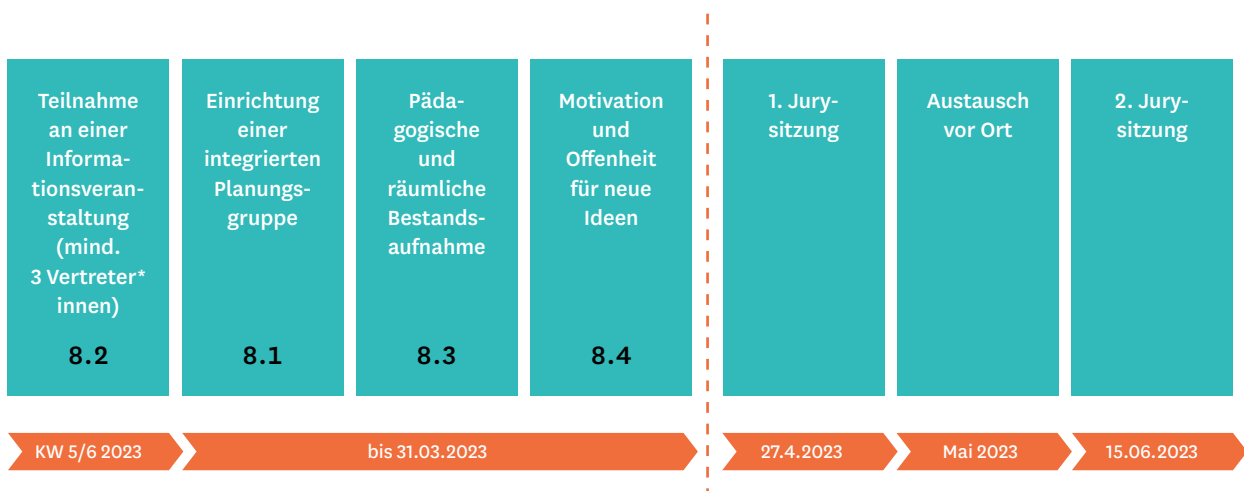 Teilnahme
an einer
Informa-
tionsveran-
staltung
(mind.
3 Vertreter*
innen)
8.2
Einrichtung
einer
integrierten
Planungs-
gruppe
8.1
Päda-
gogische
und
räumliche
Bestands-
aufnahme
8.3
Motivation
und
Offenheit
für neue
Ideen
8.4
1. Jury-
sitzung
Austausch
vor Ort
2. Jury-
sitzung
KW 5/6 2023
bis 31.03.2023
27.4.2023
Mai 2023
15.06.2023